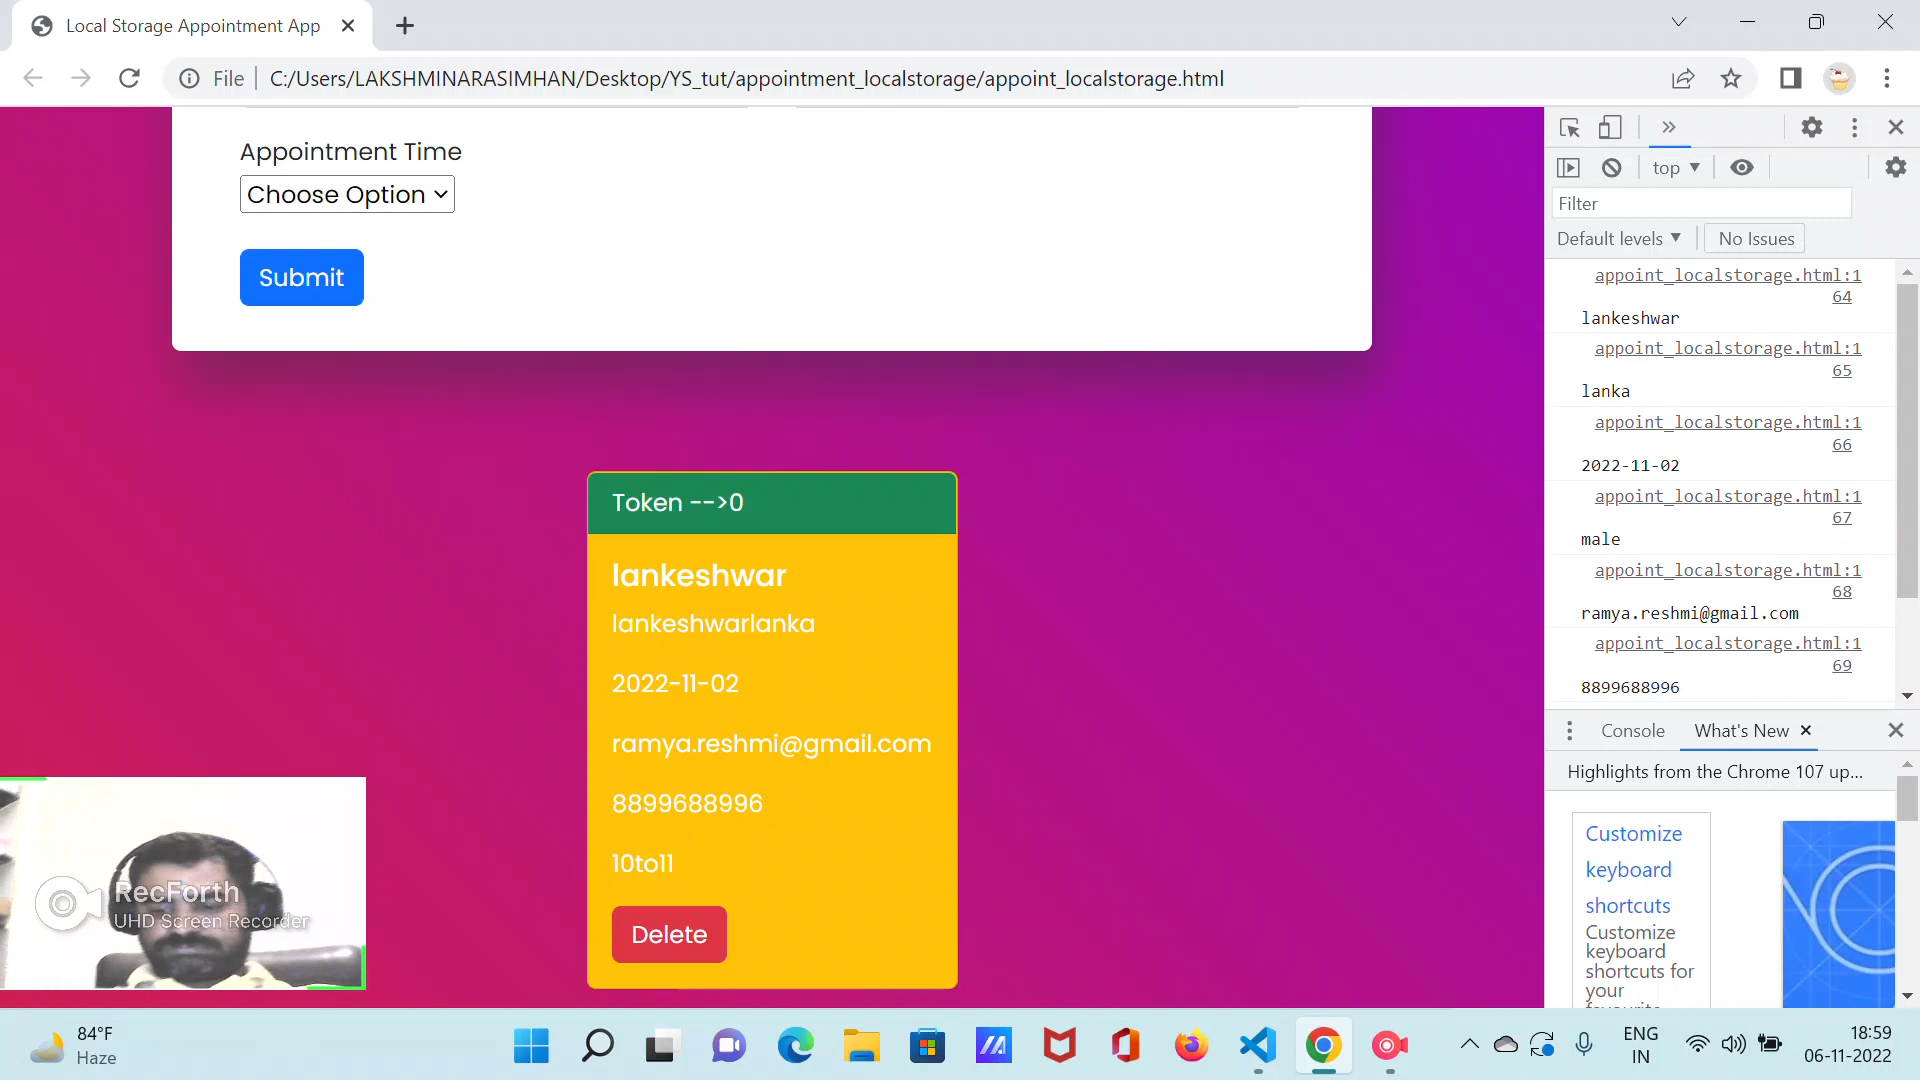 Local Storage Appointment App
File
C:/Users/LAKSHMINARASIMHAN/Desktop/YS_tut/appointment_localstorage/appoint_localstorage.html
Appointment Time
Choose Option
Submit
Token -->0
lankeshwar
lankeshwarlanka
2022-11-02
ramya.reshmi@gmail.com
8899688996
10to11
Delete
top
Filter
Default levels
No Issues
appoint_localstorage.html:1
64
lankeshwar
appoint_localstorage.html:1
65
lanka
appoint_localstorage.html:1
66
2022-11-02
appoint_localstorage.html:1
67
male
appoint_localstorage.html:1
68
ramya.reshmi@gmail.com
appoint_localstorage.html:1
69
8899688996
Console
What's New
Highlights from the Chrome 107 up...
Customize
keyboard
shortcuts
Customize
keyboard
shortcuts for
your
RecForth
UHD Screen Recorder
84°F
Haze
ENG
IN
18:59
06-11-2022